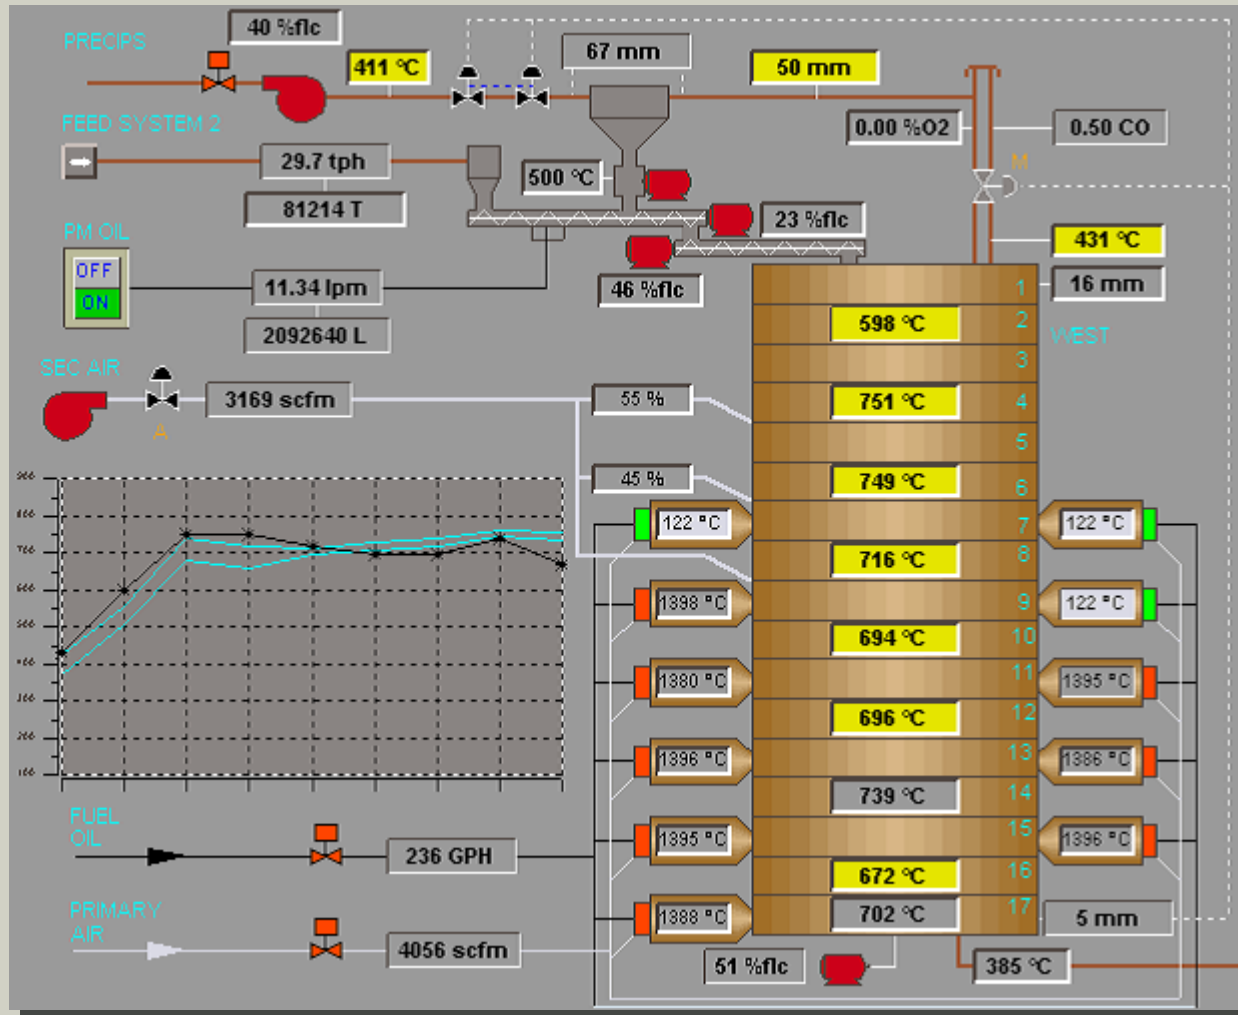 PRECIPS
40 %flc
411 °C
67 mm
50 mm
0.00 %O2
0.50 CO
FEED SYSTEM 2
29.7 tph
81214 T
500 °C
23 %flc
46 %flc
M
431 °C
16 mm
PM OIL
OFF
ON
11.34 lpm
2092640 L
WEST
SEC AIR
A
3169 scfm
55 %
45 %
1
2
3
4
5
6
7
8
9
10
11
12
13
14
15
16
17
598 °C
751 °C
749 °C
716 °C
694 °C
696 °C
739 °C
672 °C
702 °C
122 °C
1398 °C
1380 °C
1396 °C
1395 °C
1388 °C
122 °C
122 °C
1395 °C
1386 °C
1396 °C
5 mm
51 %flc
385 °C
FUEL
OIL
236 GPH
PRIMARY
AIR
4056 scfm